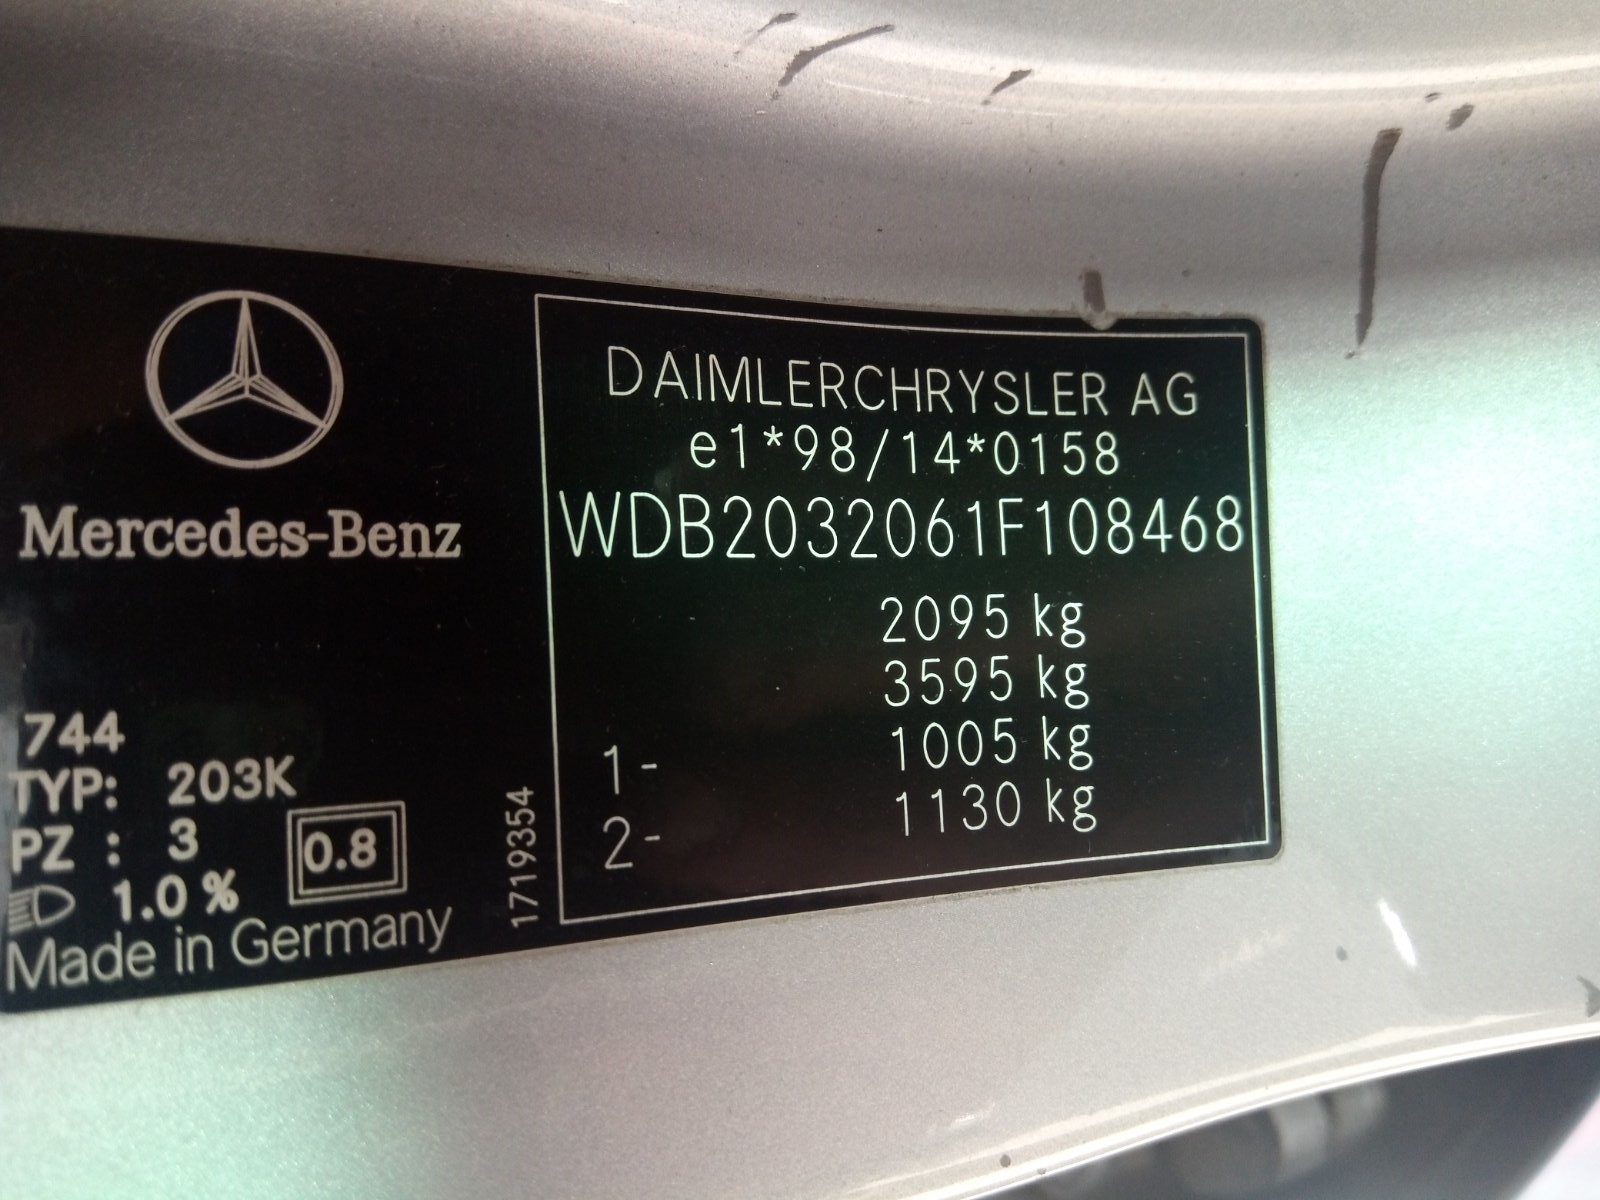 Mercedes-Benz
744
TYP: 203K
PZ : 3
0.8
1.0 %
Made in Germany
1719354
DAIMLERCHRYSLER AG
e1*98/14*0158
WDB2032061F108468
2095 kg
3595 kg
1- 1005 kg
2- 1130 kg